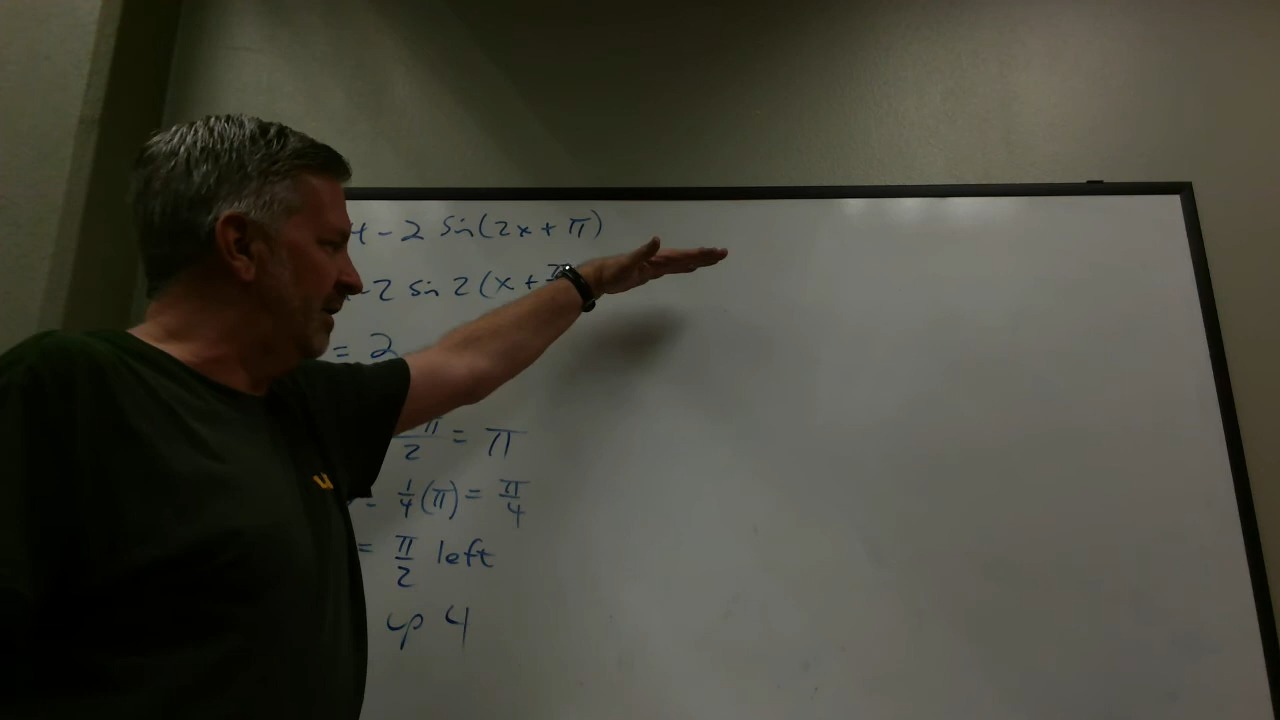 4 - 2 sin(2x + π)
-2 sin 2(x + π
= 2
π/2 = π
= 1/4(π) = π/4
= π/2 left
up 4